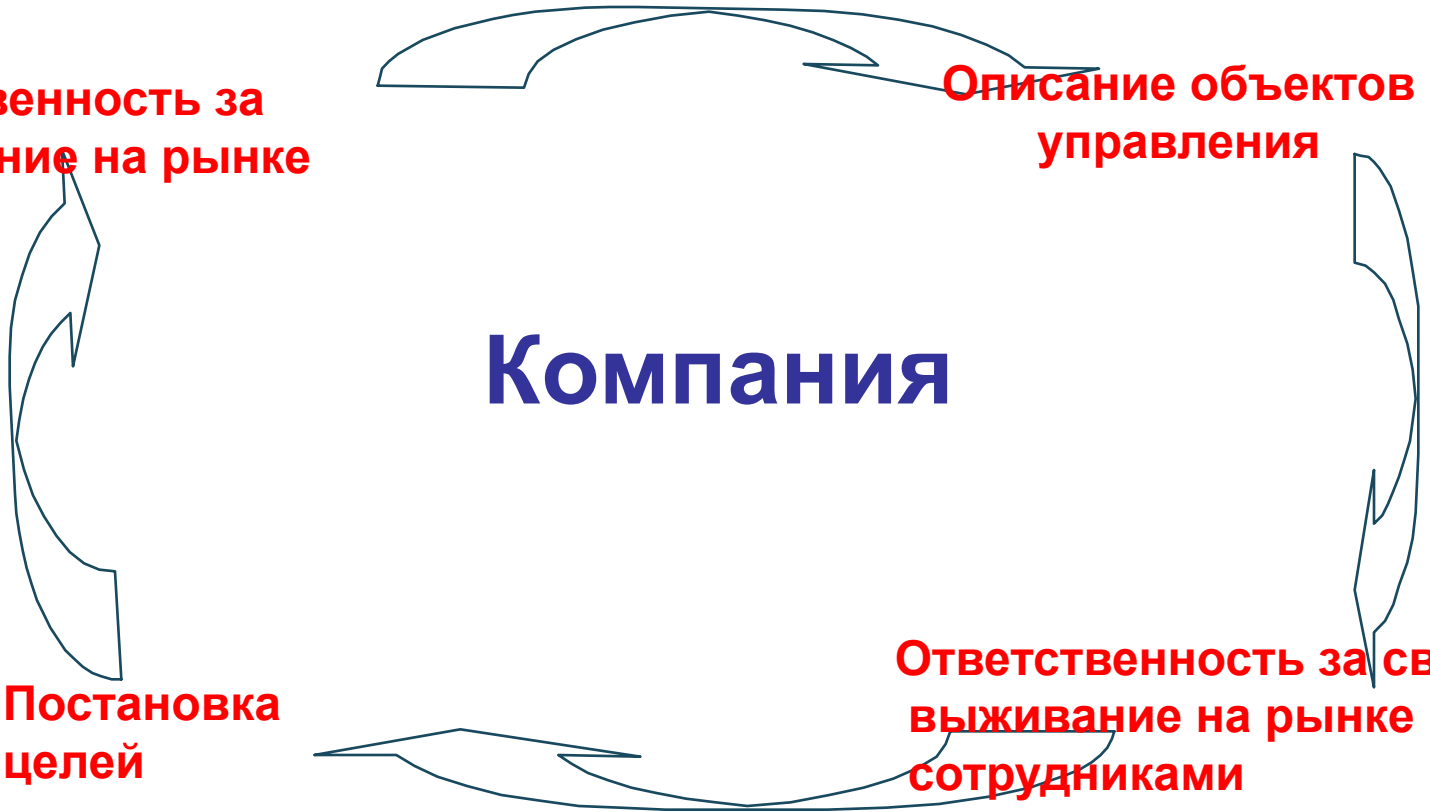 венность за
ние на рынке
Описание объектов
управления
Компания
Постановка
целей
Ответственность за св
выживание на рынке
сотрудниками